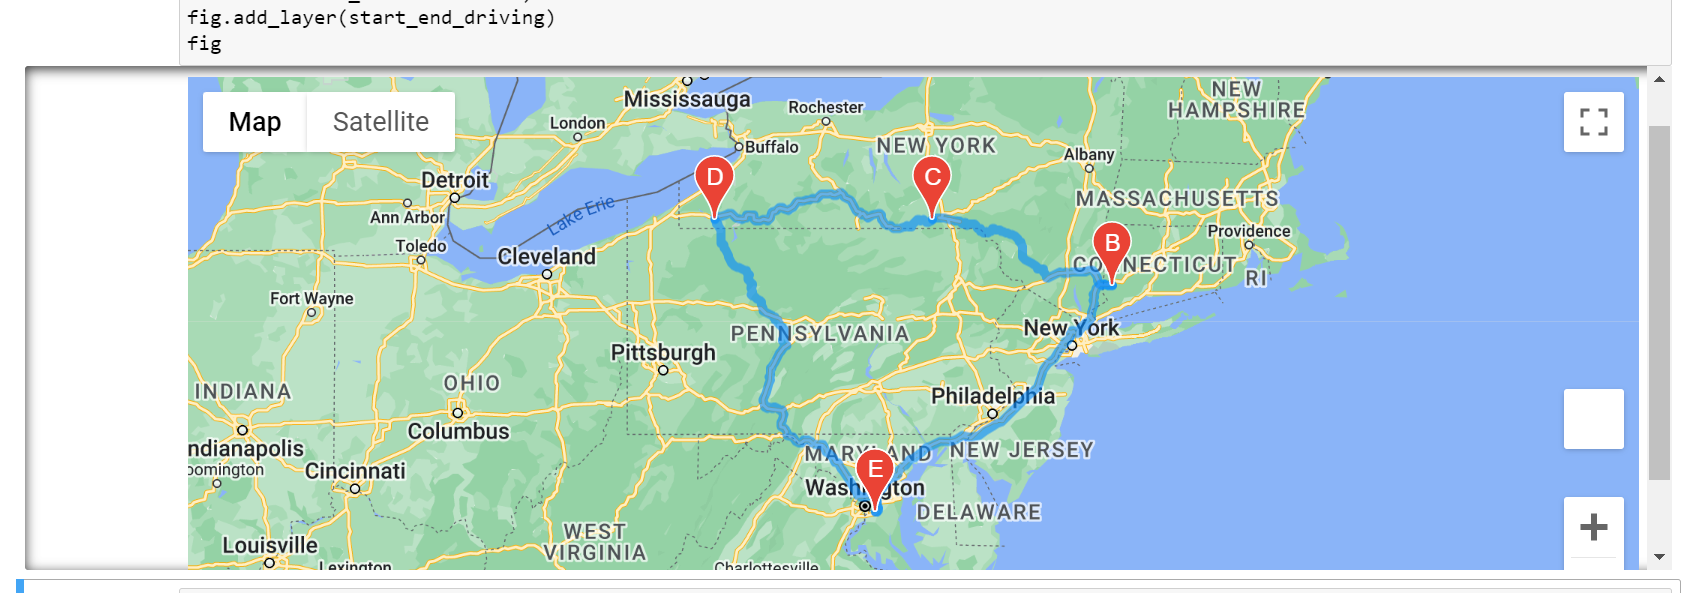 fig.add_layer(start_end_driving)
fig
Map
Satellite
Mississauga
Rochester
NEW
HAMPSHIRE
London
Buffalo
NEW YORK
Albany
Detroit
D
C
MASSACHUSETTS
Ann Arbor
Lake Erie
Toledo
Cleveland
B
Providence
CONNECTICUT
RI
Fort Wayne
New York
PENNSYLVANIA
Pittsburgh
INDIANA
OHIO
Philadelphia
Columbus
ndianapolis
oomington
Cincinnati
MARYLAND
NEW JERSEY
E
Washington
DELAWARE
WEST
VIRGINIA
Louisville
Lexington
Charlottesville
+